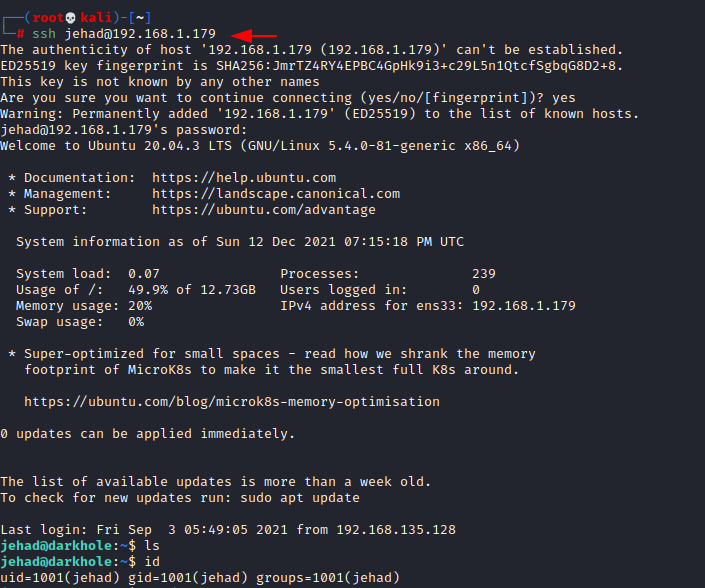 ┌──(root💀kali)-[~]
└─# ssh jehad@192.168.1.179
The authenticity of host '192.168.1.179 (192.168.1.179)' can't be established.
ED25519 key fingerprint is SHA256:JmrTZ4RY4EPBC4GpHk9i3+c29L5n1QtcfSgbqG8D2+8.
This key is not known by any other names
Are you sure you want to continue connecting (yes/no/[fingerprint])? yes
Warning: Permanently added '192.168.1.179' (ED25519) to the list of known hosts.
jehad@192.168.1.179's password:
Welcome to Ubuntu 20.04.3 LTS (GNU/Linux 5.4.0-81-generic x86_64)
* Documentation:  https://help.ubuntu.com
* Management:     https://landscape.canonical.com
* Support:        https://ubuntu.com/advantage
System information as of Sun 12 Dec 2021 07:15:18 PM UTC
System load:  0.07               Processes:              239
Usage of /:   49.9% of 12.73GB   Users logged in:        0
Memory usage: 20%                IPv4 address for ens33: 192.168.1.179
Swap usage:   0%
* Super-optimized for small spaces - read how we shrank the memory
footprint of MicroK8s to make it the smallest full K8s around.
https://ubuntu.com/blog/microk8s-memory-optimisation
0 updates can be applied immediately.
The list of available updates is more than a week old.
To check for new updates run: sudo apt update
Last login: Fri Sep  3 05:49:05 2021 from 192.168.135.128
jehad@darkhole:~$ ls
jehad@darkhole:~$ id
uid=1001(jehad) gid=1001(jehad) groups=1001(jehad)